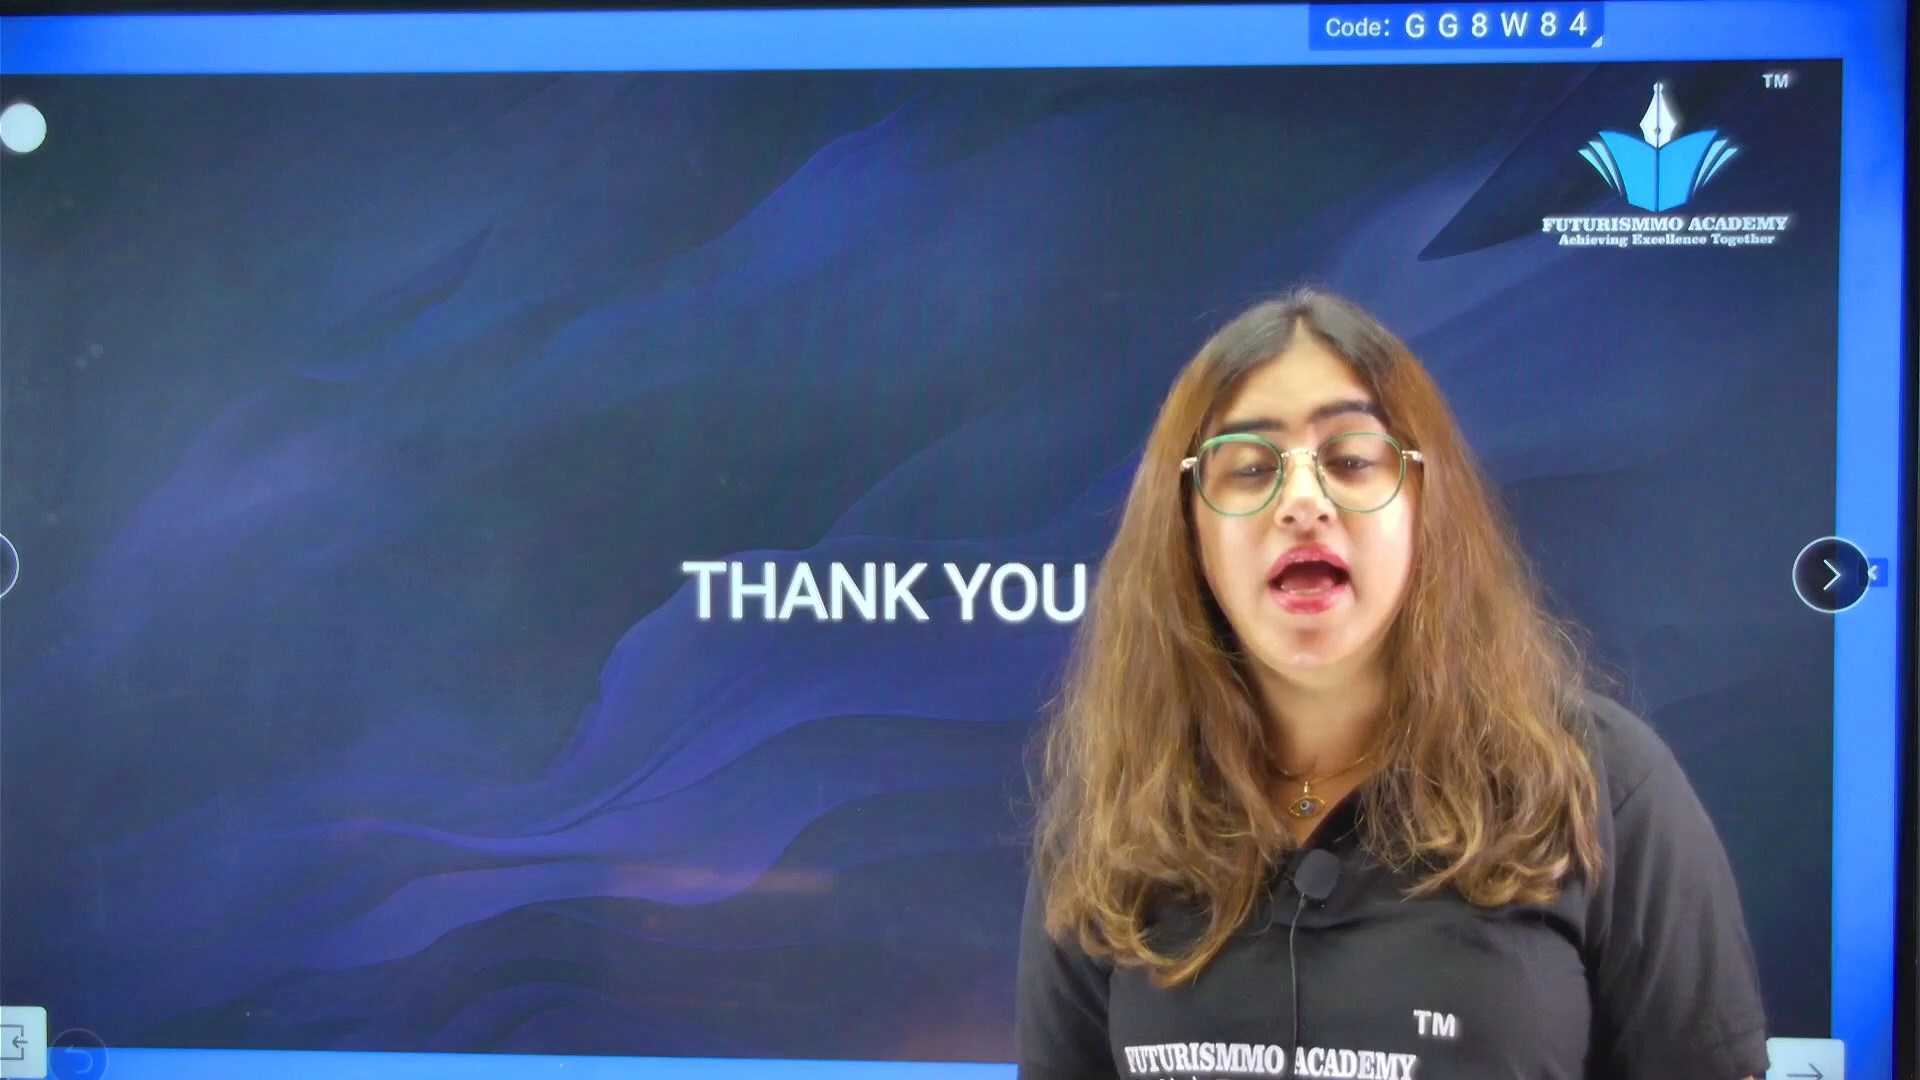 Code: G G 8 W 8 4
TM
FUTURISMMO ACADEMY
Achieving Excellence Together
THANK YOU
TM
FUTURISMMO ACADEMY